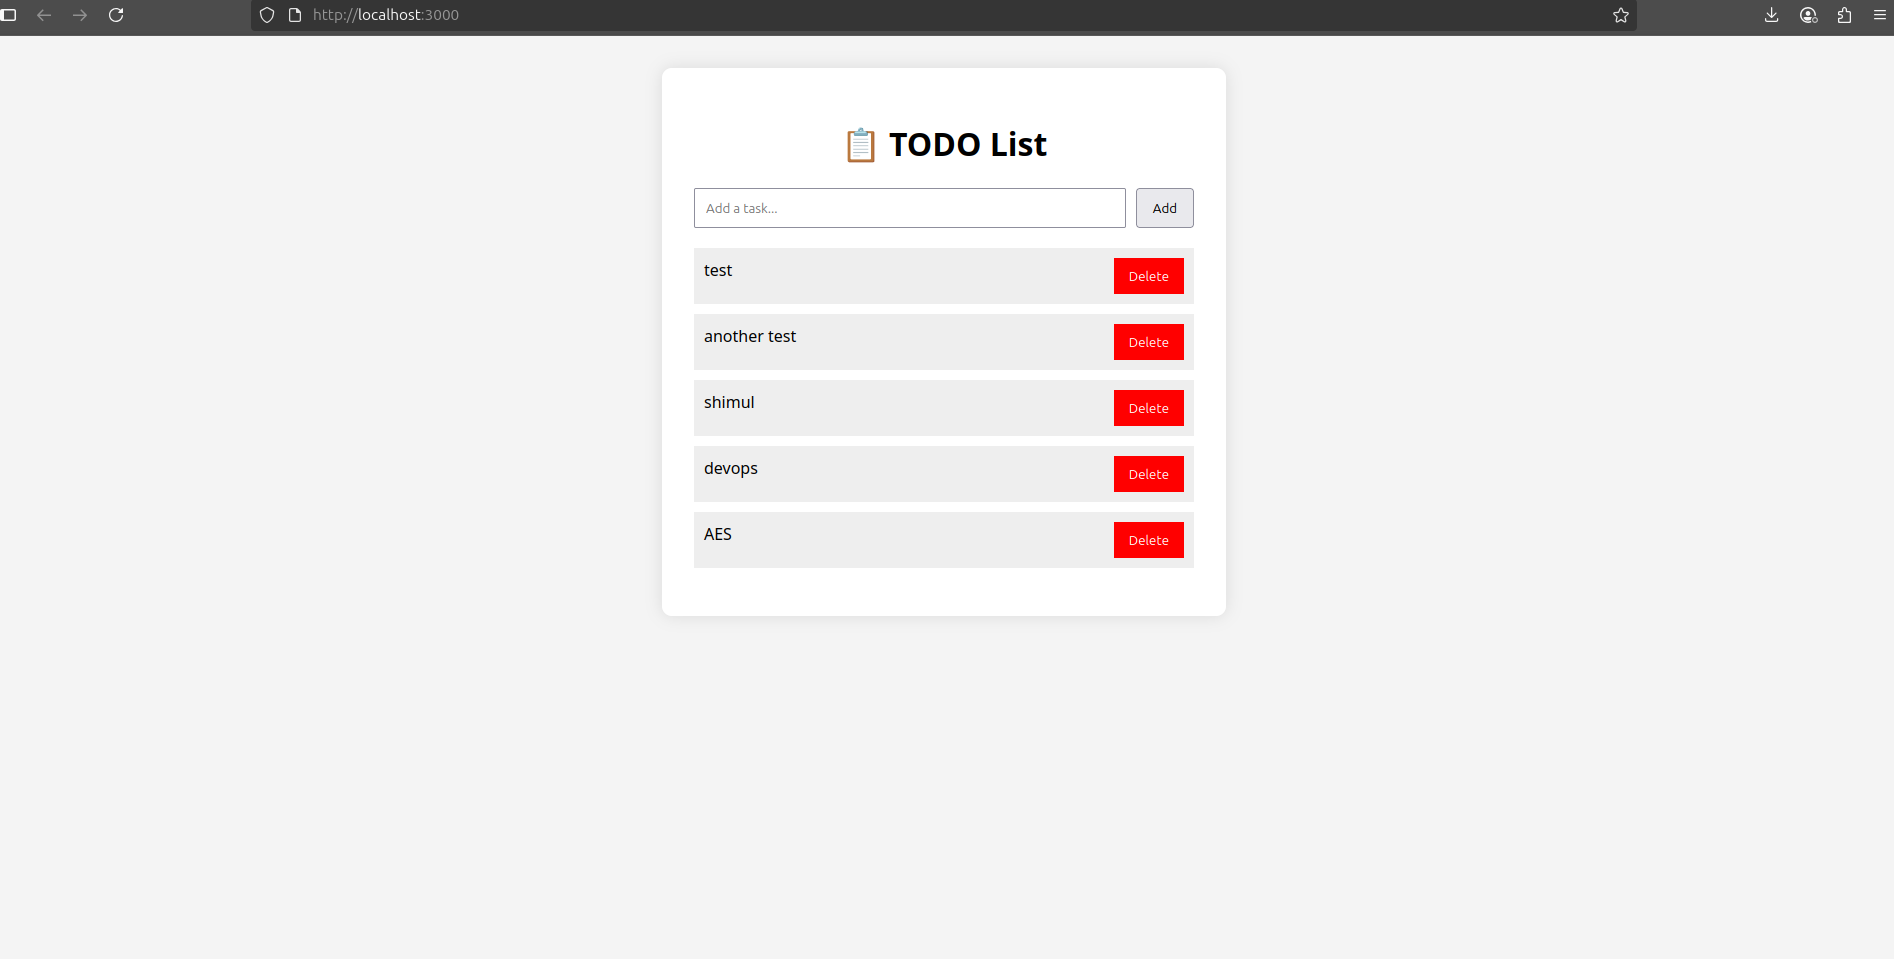 http://localhost:3000
📋 TODO List
Add a task...
Add
test
Delete
another test
Delete
shimul
Delete
devops
Delete
AES
Delete